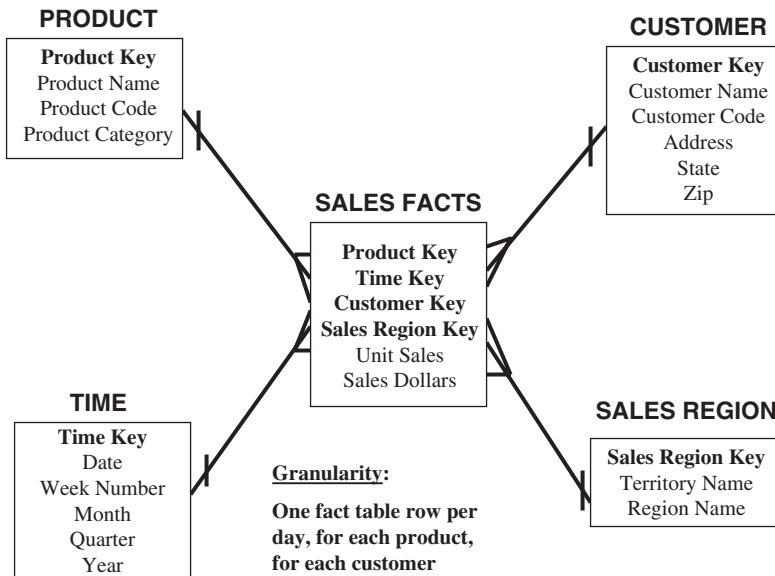 PRODUCT
Product Key
Product Name
Product Code
Product Category
CUSTOMER
Customer Key
Customer Name
Customer Code
Address
State
Zip
SALES FACTS
Product Key
Time Key
Customer Key
Sales Region Key
Unit Sales
Sales Dollars
TIME
Time Key
Date
Week Number
Month
Quarter
Year
Granularity:
One fact table row per
day, for each product,
for each customer
SALES REGION
Sales Region Key
Territory Name
Region Name